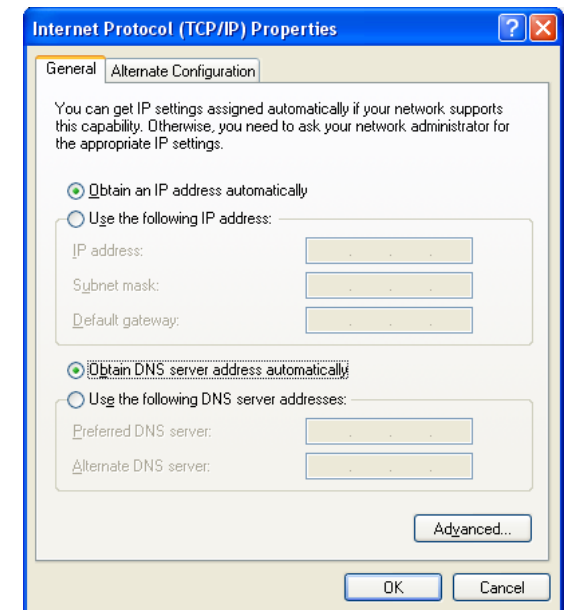 Internet Protocol (TCP/IP) Properties
General
Alternate Configuration
You can get IP settings assigned automatically if your network supports
this capability. Otherwise, you need to ask your network administrator for
the appropriate IP settings.
Obtain an IP address automatically
Use the following IP address:
IP address:
Subnet mask:
Default gateway:
Obtain DNS server address automatically
Use the following DNS server addresses:
Preferred DNS server:
Alternate DNS server:
Advanced...
OK
Cancel